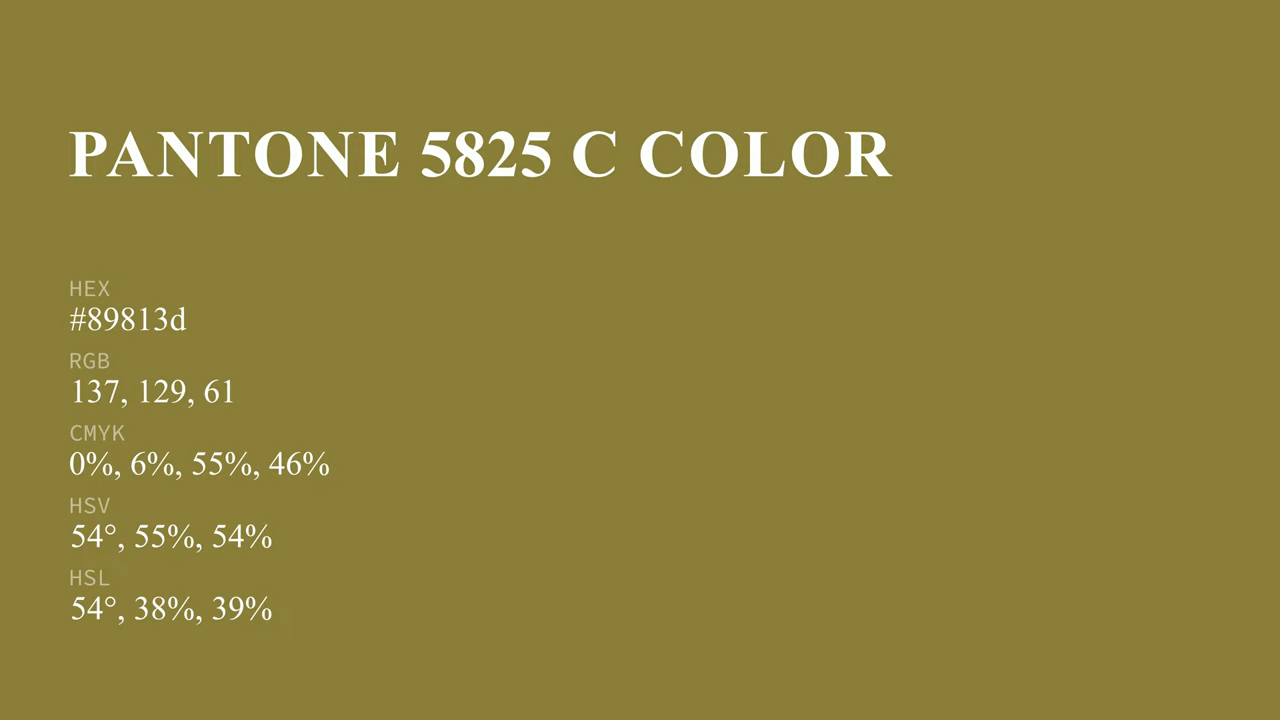 PANTONE 5825 C COLOR
HEX
#89813d
RGB
137, 129, 61
CMYK
0%, 6%, 55%, 46%
HSV
54°, 55%, 54%
HSL
54°, 38%, 39%